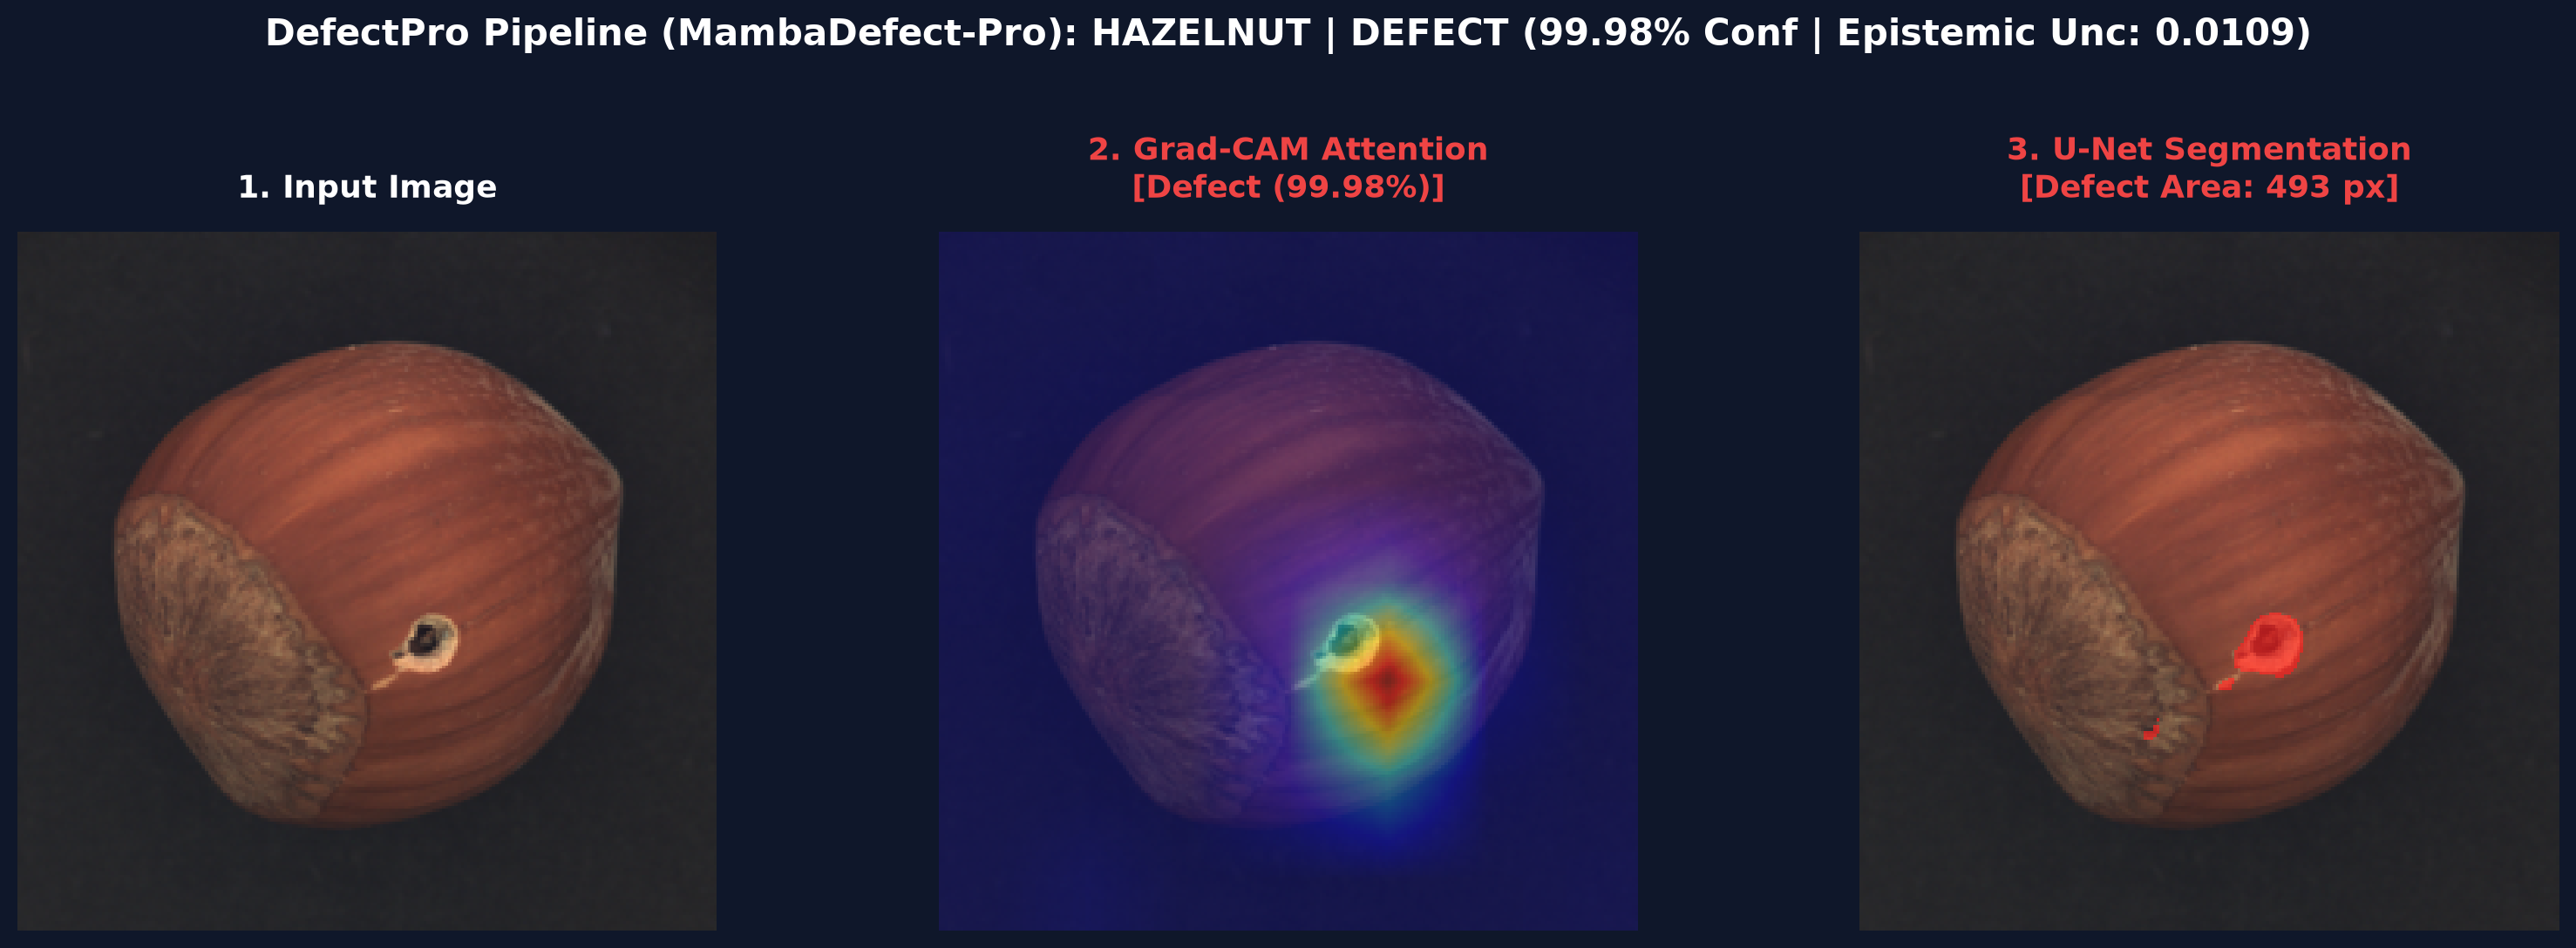 DefectPro Pipeline (MambaDefect-Pro): HAZELNUT | DEFECT (99.98% Conf | Epistemic Unc: 0.0109)
1. Input Image
2. Grad-CAM Attention
[Defect (99.98%)]
3. U-Net Segmentation
[Defect Area: 493 px]